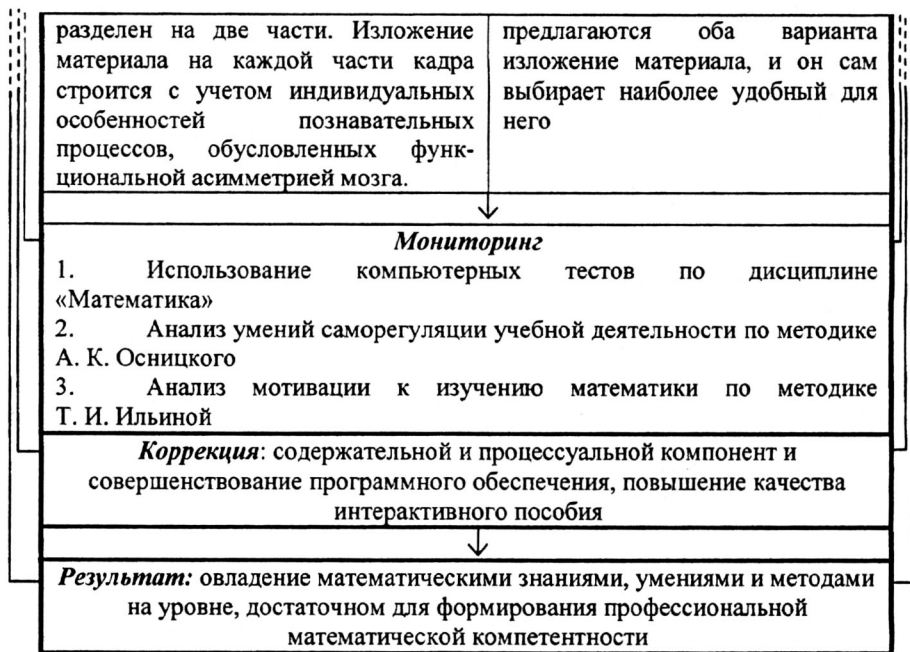 разделен на две части. Изложение
материала на каждой части кадра
строится с учетом индивидуальных
особенностей познавательных
процессов, обусловленных функ-
циональной асимметрией мозга.
предлагаются оба варианта
изложение материала, и он сам
выбирает наиболее удобный для
него
Мониторинг
1. Использование компьютерных тестов по дисциплине
«Математика»
2. Анализ умений саморегуляции учебной деятельности по методике
А. К. Осницкого
3. Анализ мотивации к изучению математики по методике
Т. И. Ильиной
Коррекция: содержательной и процессуальной компонент и
совершенствование программного обеспечения, повышение качества
интерактивного пособия
Результат: овладение математическими знаниями, умениями и методами
на уровне, достаточном для формирования профессиональной
математической компетентности